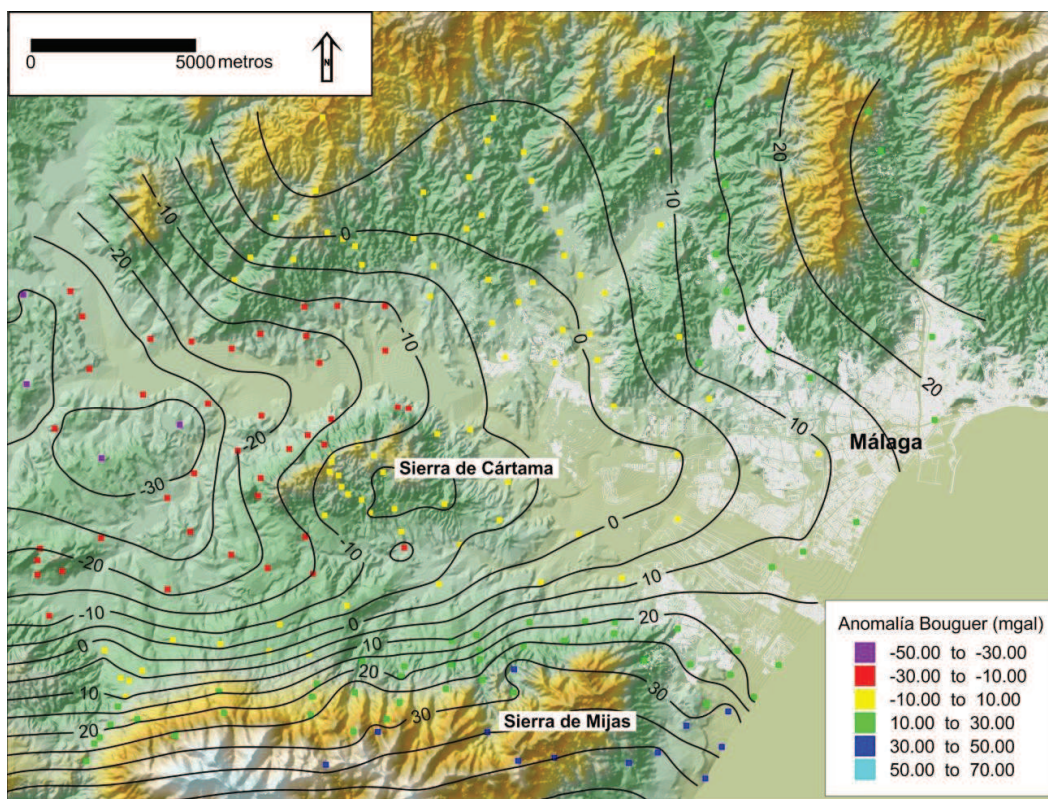 0
5000 metros
N
20
10
-10
0
-20
-10
0
20
10
-20
-30
Málaga
Sierra de Cártama
-10
0
-20
10
-10
20
0
0
10
10
20
30
20
30
Sierra de Mijas
Anomalía Bouguer (mgal)
-50.00 to -30.00
-30.00 to -10.00
-10.00 to 10.00
10.00 to 30.00
30.00 to 50.00
50.00 to 70.00